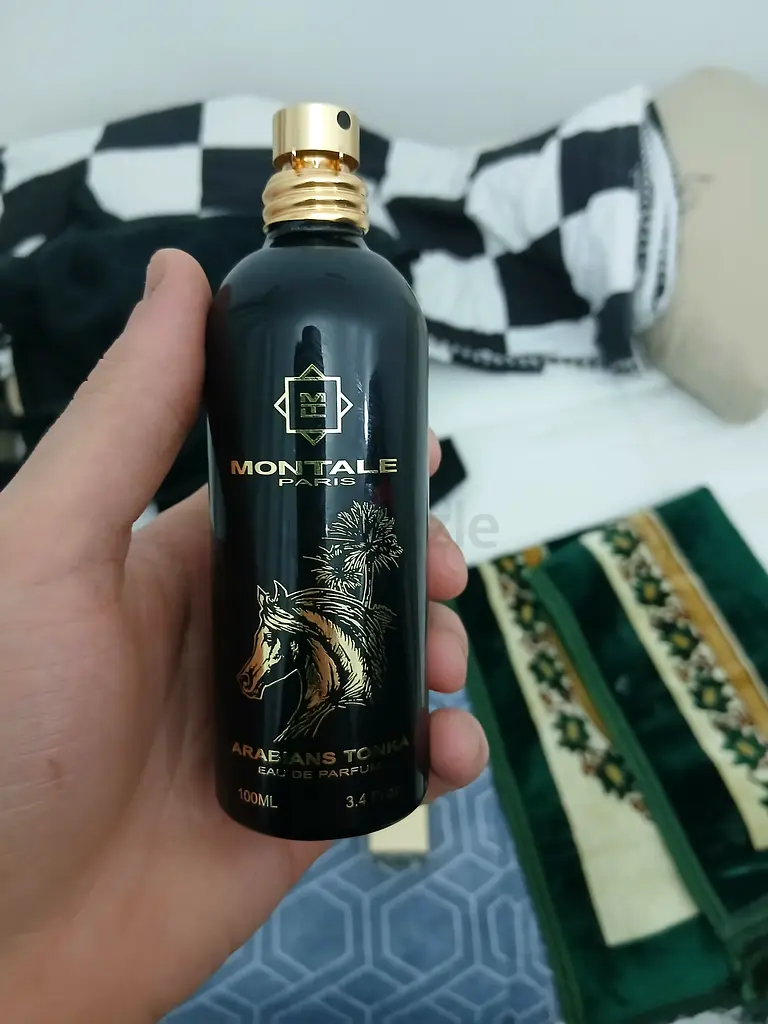 MONTALE
PARIS
ARABIANS TONKA
EAU DE PARFUM
100ML
3.4